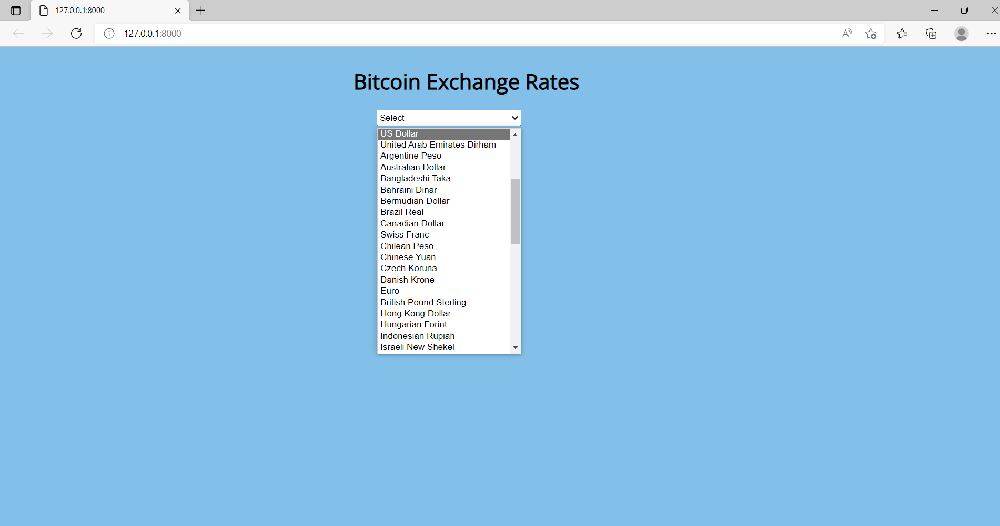 127.0.0.1:8000
127.0.0.1:8000
Bitcoin Exchange Rates
Select
US Dollar
United Arab Emirates Dirham
Argentine Peso
Australian Dollar
Bangladeshi Taka
Bahraini Dinar
Bermudian Dollar
Brazil Real
Canadian Dollar
Swiss Franc
Chilean Peso
Chinese Yuan
Czech Koruna
Danish Krone
Euro
British Pound Sterling
Hong Kong Dollar
Hungarian Forint
Indonesian Rupiah
Israeli New Shekel